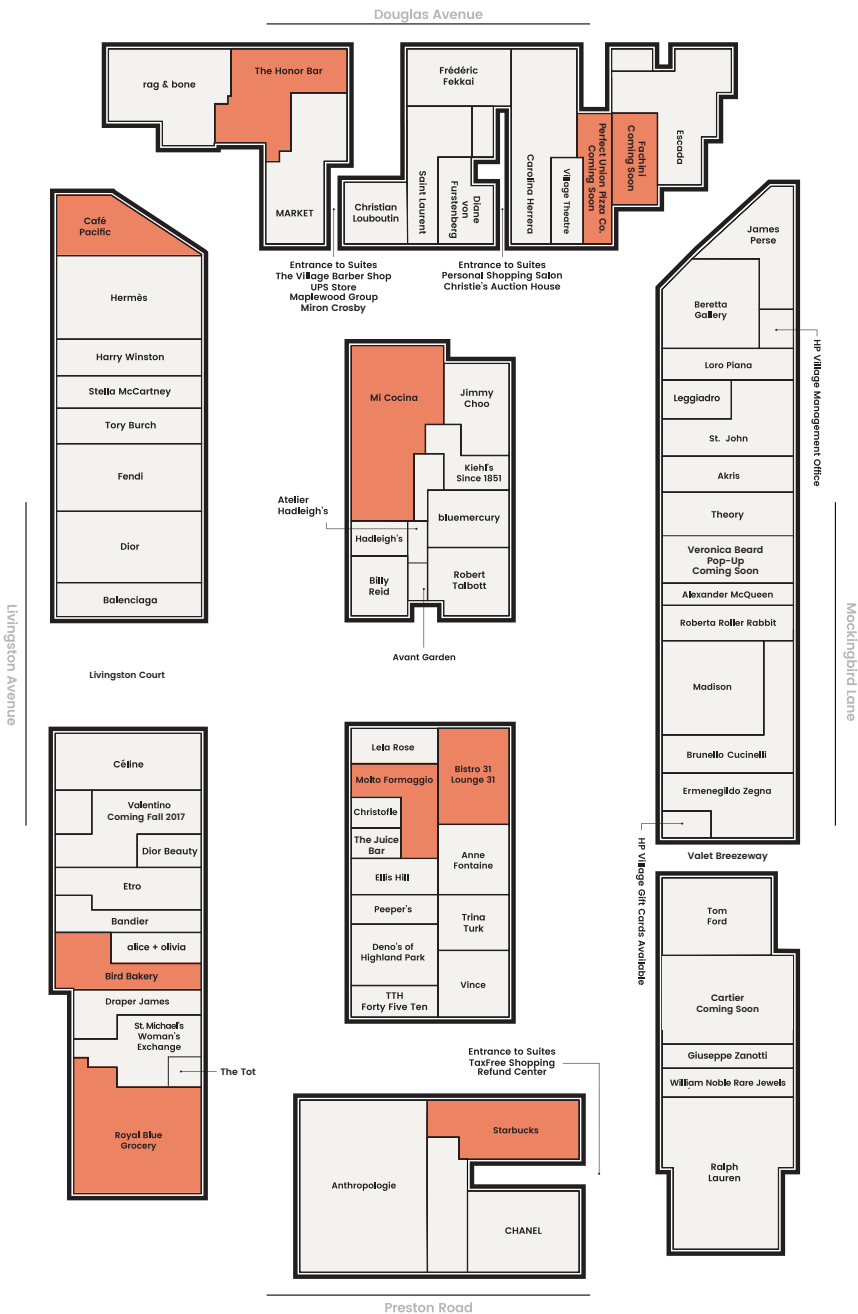 Douglas Avenue
rag & bone
The Honor Bar
MARKET
Frédéric
Fekkai
Christian
Louboutin
Saint Laurent
Diane
von
Furstenberg
Carolina Herrera
Village Theatre
Perfect Union Pizza Co.
Coming Soon
Fachini
Coming Soon
Escada
Entrance to Suites
The Village Barber Shop
UPS Store
Maplewood Group
Miron Crosby
Entrance to Suites
Personal Shopping Salon
Christie's Auction House
Café
Pacific
Hermès
Harry Winston
Stella McCartney
Tory Burch
Fendi
Dior
Balenciaga
Livingston Avenue
Livingston Court
Mi Cocina
Jimmy
Choo
Kiehl's
Since 1851
bluemercury
Atelier
Hadleigh's
Hadleigh's
Billy
Reid
Robert
Talbott
Avant Garden
James
Perse
Beretta
Gallery
HP Village Management Office
Loro Piana
Leggiadro
St. John
Akris
Theory
Veronica Beard
Pop-Up
Coming Soon
Alexander McQueen
Roberta Roller Rabbit
Madison
Brunello Cucinelli
Ermenegildo Zegna
Mockingbird Lane
Valet Breezeway
HP Village Gift Cards Available
Céline
Valentino
Coming Fall 2017
Dior Beauty
Etro
Bandier
alice + olivia
Bird Bakery
Draper James
St. Michael's
Woman's
Exchange
The Tot
Royal Blue
Grocery
Lela Rose
Molto Formaggio
Bistro 31
Lounge 31
Christofle
The Juice
Bar
Anne
Fontaine
Ellis Hill
Peeper's
Trina
Turk
Deno's of
Highland Park
Vince
TTH
Forty Five Ten
Tom
Ford
Cartier
Coming Soon
Giuseppe Zanotti
William Noble Rare Jewels
Ralph
Lauren
Entrance to Suites
TaxFree Shopping
Refund Center
Anthropologie
Starbucks
CHANEL
Preston Road